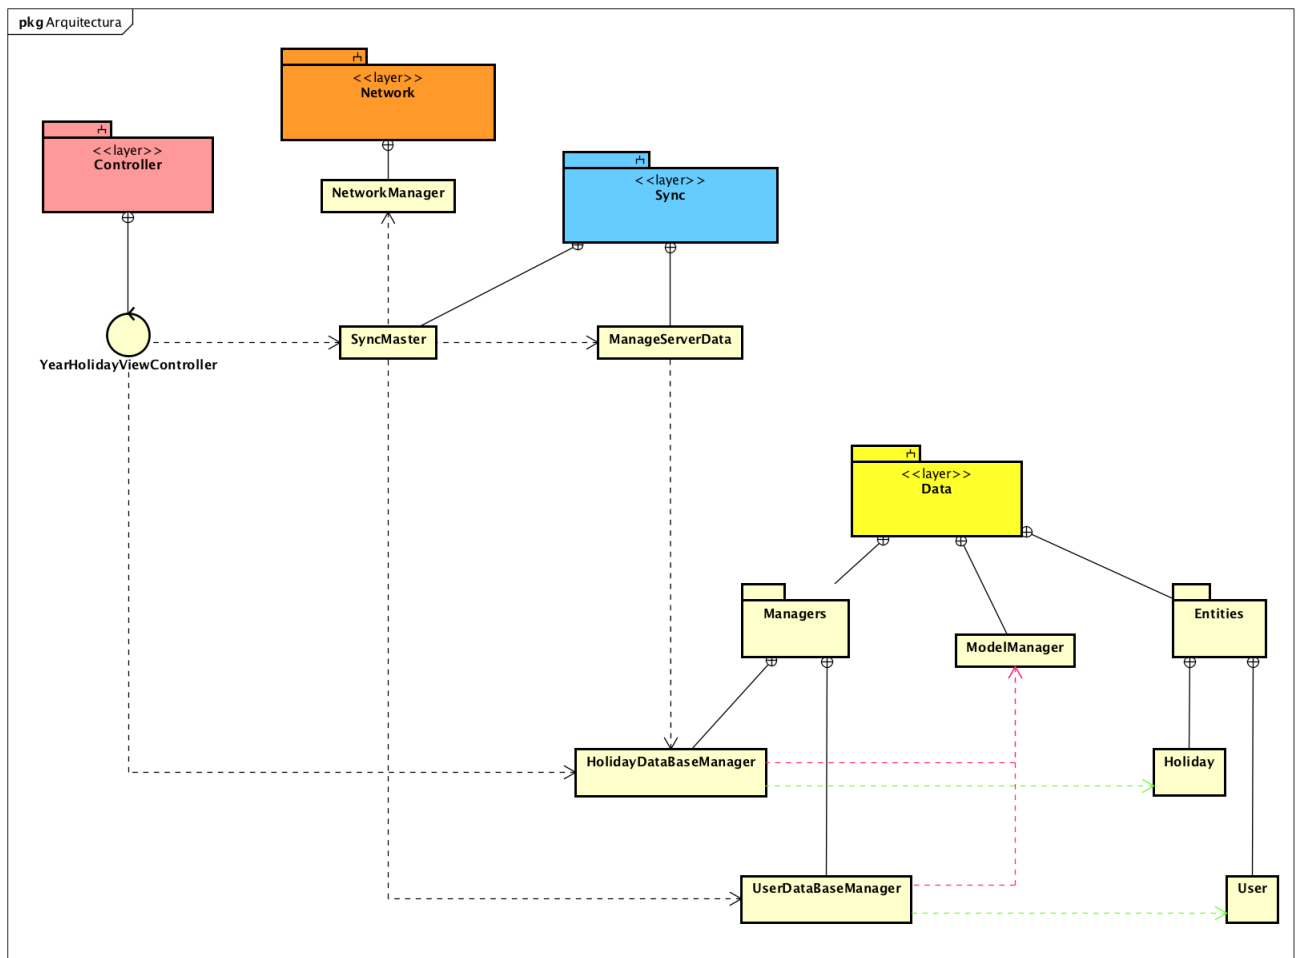 pkg Arquitectura
<<layer>>
Network
<<layer>>
Controller
NetworkManager
<<layer>>
Sync
SyncMaster
ManageServerData
YearHolidayViewController
<<layer>>
Data
Managers
Entities
ModelManager
HolidayDataBaseManager
Holiday
UserDataBaseManager
User